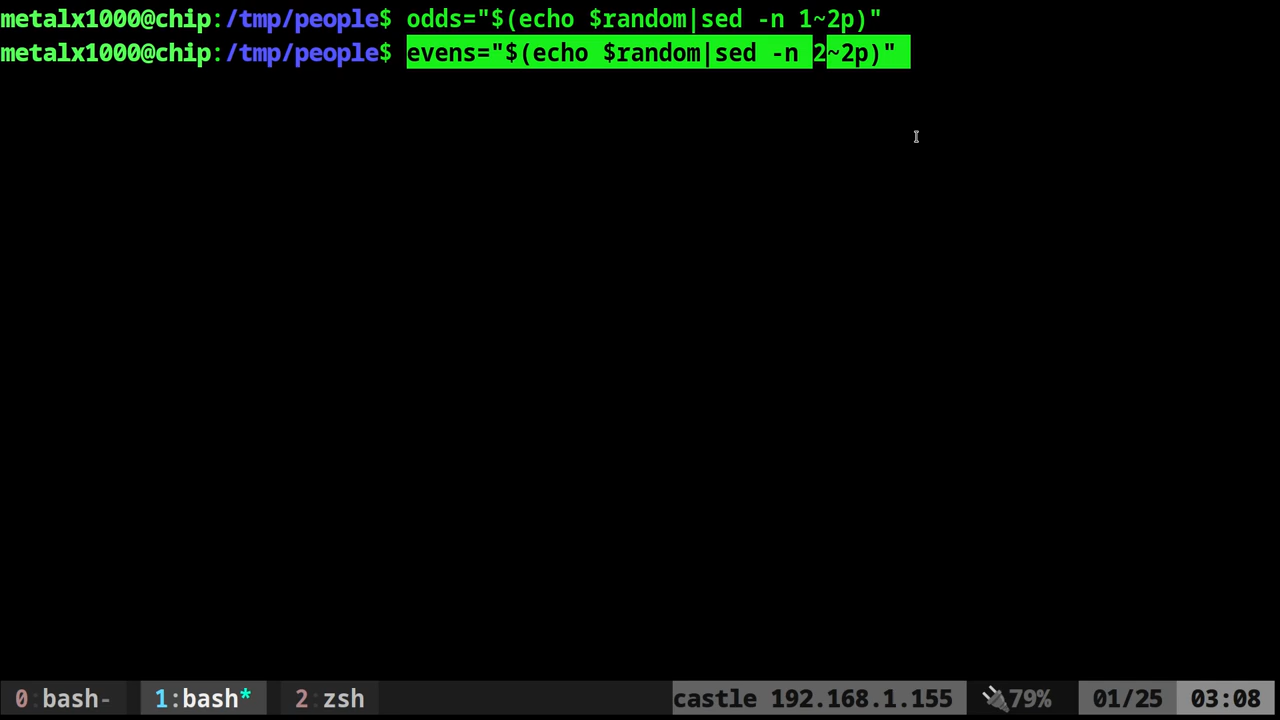 metalx1000@chip:/tmp/people$ odds="$(echo $random|sed -n 1~2p)"
metalx1000@chip:/tmp/people$ evens="$(echo $random|sed -n 2~2p)"
0:bash- 1:bash* 2:zsh castle 192.168.1.155 🔌79% 01/25 03:08